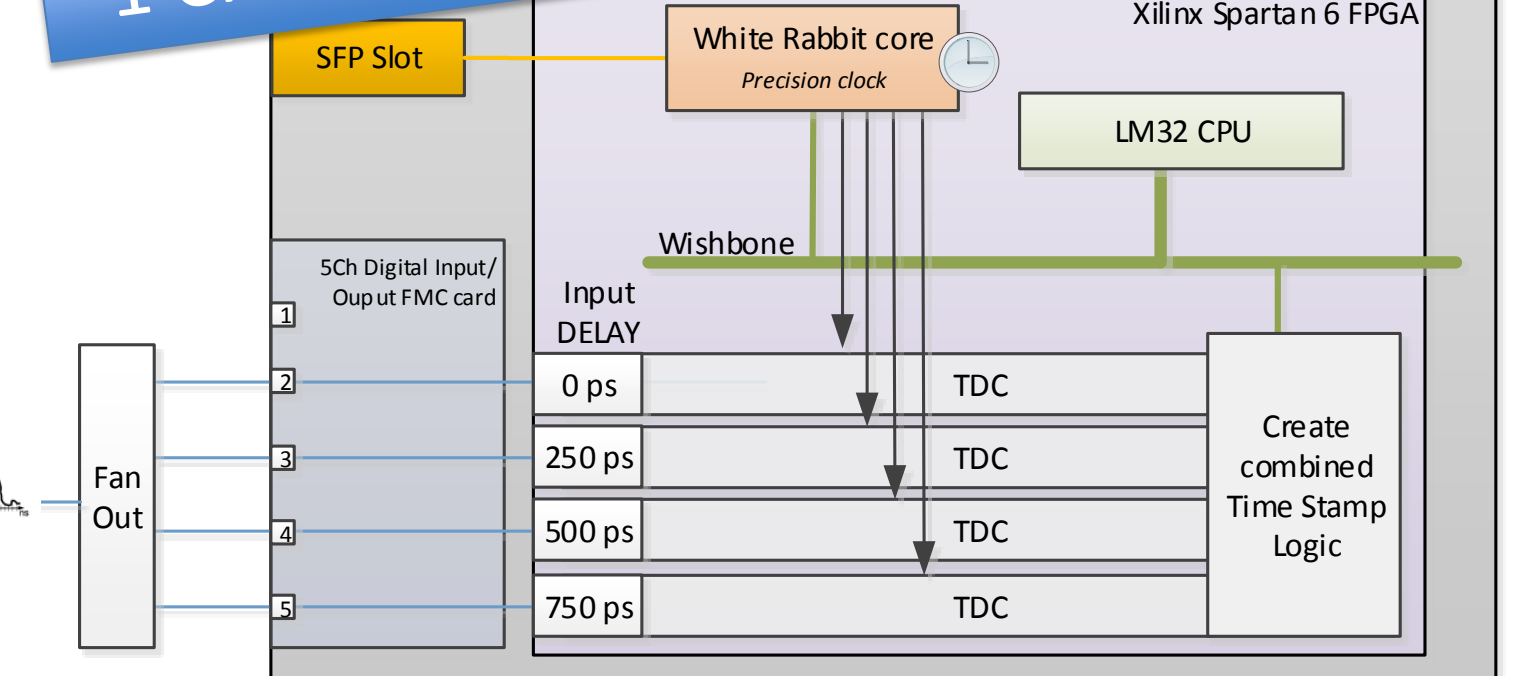 Xilinx Spartan 6 FPGA
SFP Slot
White Rabbit core
Precision clock
LM32 CPU
Wishbone
5Ch Digital Input/
Ouput FMC card
Input
DELAY
1
2
3
4
5
Fan
Out
ns
0 ps
TDC
250 ps
TDC
500 ps
TDC
750 ps
TDC
Create
combined
Time Stamp
Logic